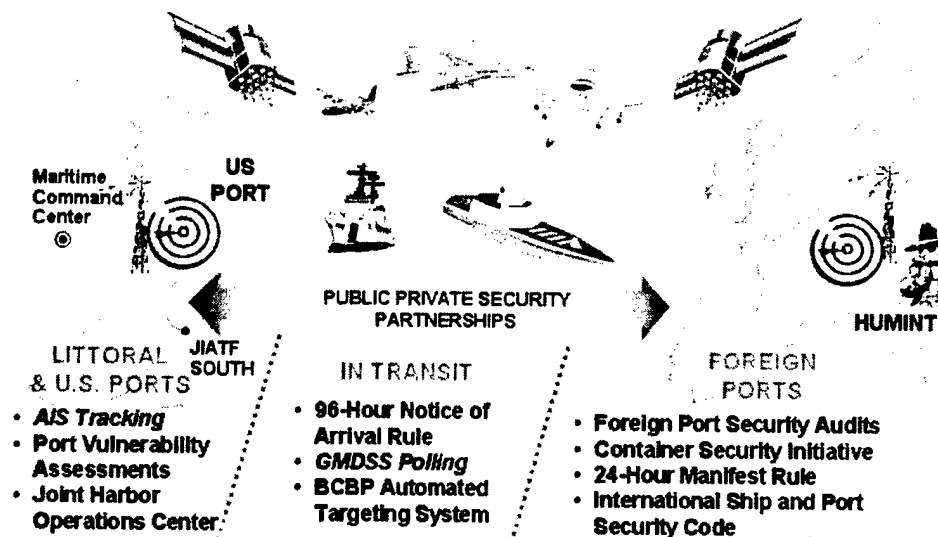 Maritime
Command
Center
US
PORT
PUBLIC PRIVATE SECURITY
PARTNERSHIPS
HUMINT
JIATF
SOUTH
LITTORAL
& U.S. PORTS
• AIS Tracking
• Port Vulnerability
Assessments
• Joint Harbor
Operations Center
IN TRANSIT
• 96-Hour Notice of
Arrival Rule
• GMDSS Polling
• BCBP Automated
Targeting System
FOREIGN
PORTS
• Foreign Port Security Audits
• Container Security Initiative
• 24-Hour Manifest Rule
• International Ship and Port
Security Code